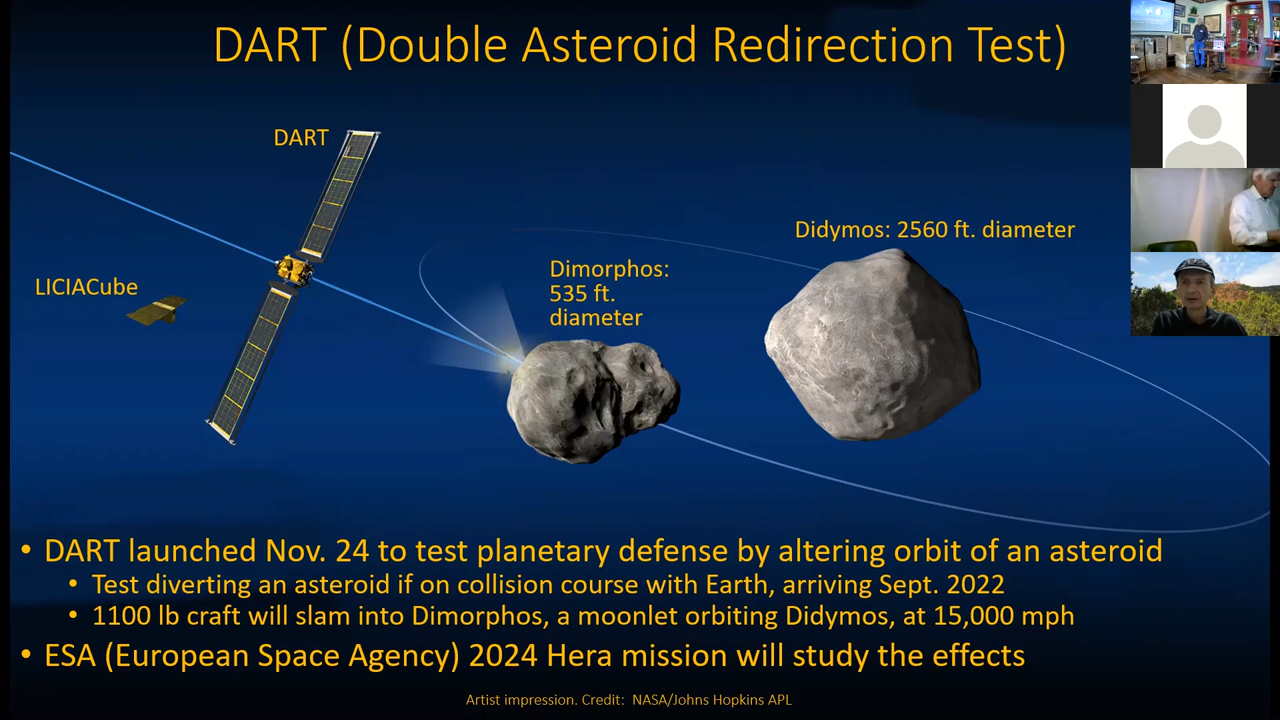 DART (Double Asteroid Redirection Test)
DART
LICIACube
Dimorphos:
535 ft.
diameter
Didymos: 2560 ft. diameter
• DART launched Nov. 24 to test planetary defense by altering orbit of an asteroid
• Test diverting an asteroid if on collision course with Earth, arriving Sept. 2022
• 1100 lb craft will slam into Dimorphos, a moonlet orbiting Didymos, at 15,000 mph
• ESA (European Space Agency) 2024 Hera mission will study the effects
Artist impression. Credit: NASA/Johns Hopkins APL